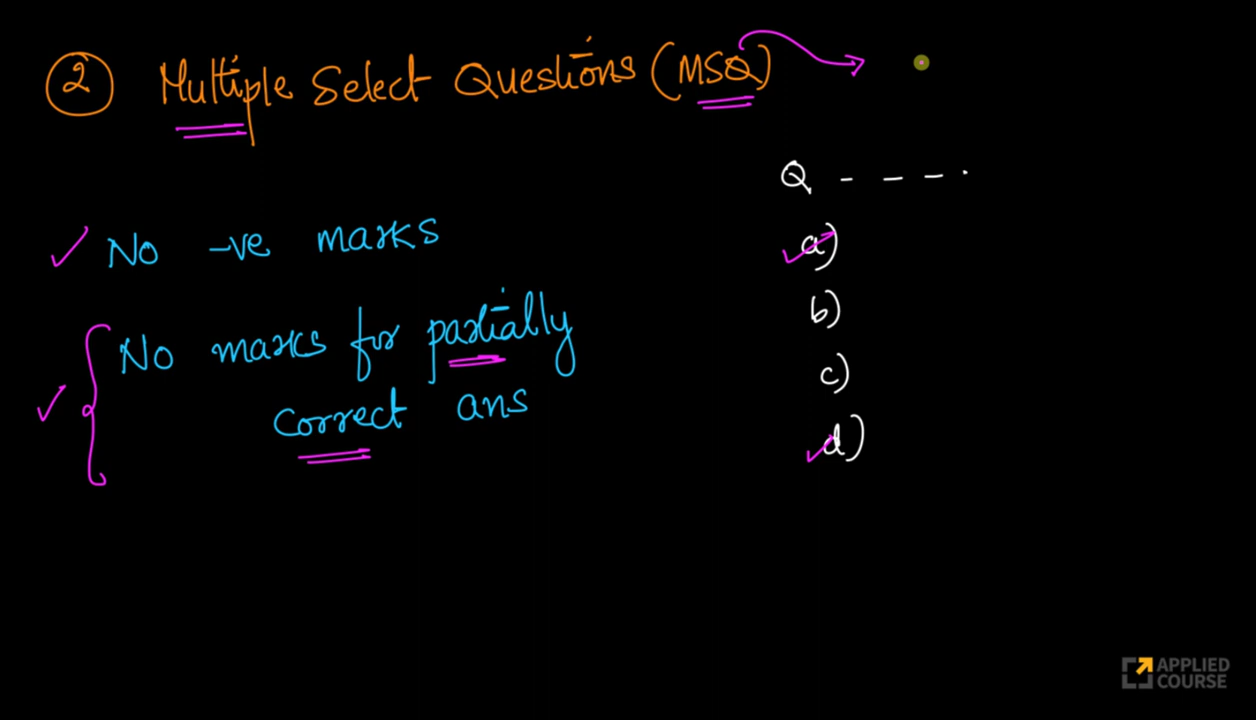 2 Multiple Select Questions (MSQ)
Q - - - .
No -ve marks
a)
b)
No marks for partially
correct ans
c)
d)
APPLIED
COURSE